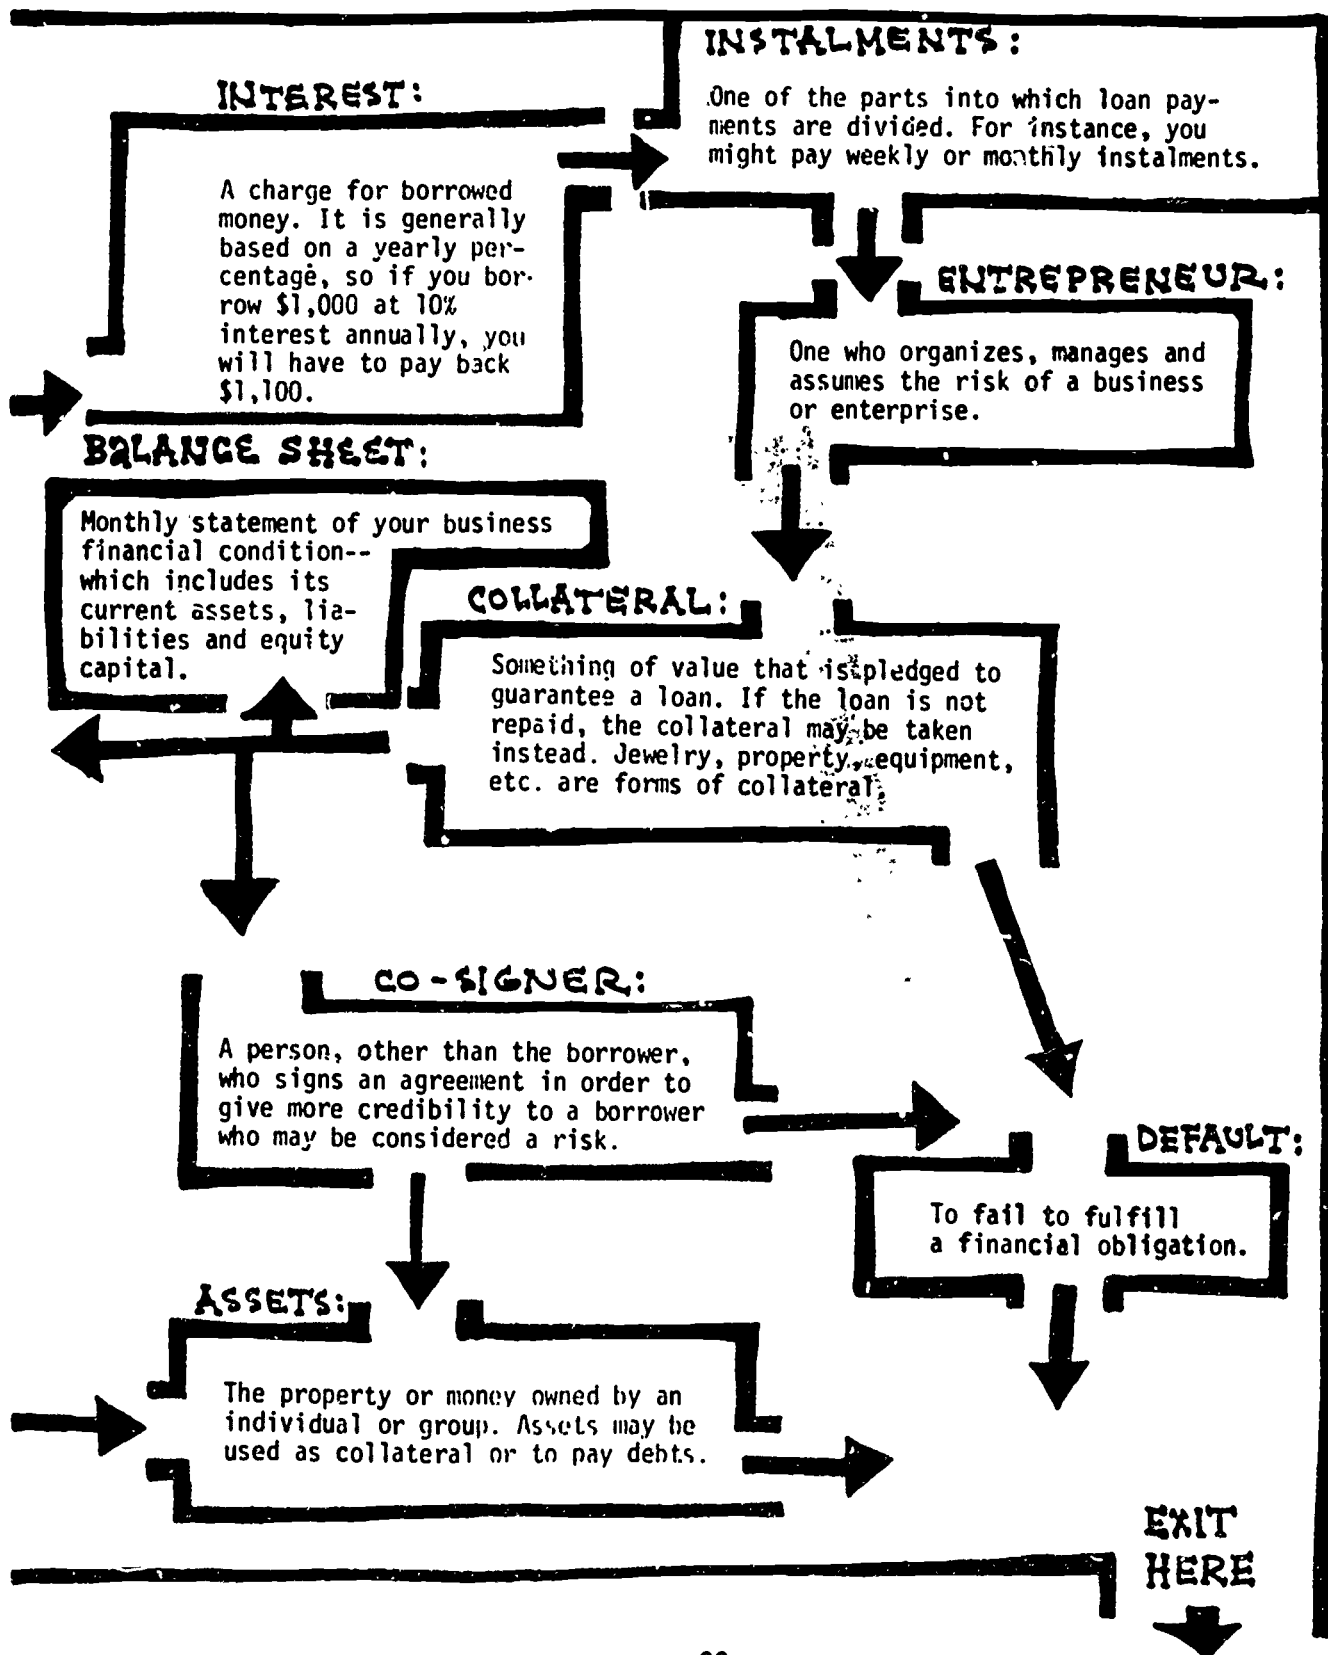 INSTALMENTS:
One of the parts into which loan pay-
ments are divided. For instance, you
might pay weekly or monthly instalments.
INTEREST:
A charge for borrowed
money. It is generally
based on a yearly per-
centage, so if you bor-
row $1,000 at 10%
interest annually, you
will have to pay back
$1,100.
ENTREPRENEUR:
One who organizes, manages and
assumes the risk of a business
or enterprise.
BALANCE SHEET:
Monthly statement of your business
financial condition--
which includes its
current assets, lia-
bilities and equity
capital.
COLLATERAL:
Something of value that is pledged to
guarantee a loan. If the loan is not
repaid, the collateral may be taken
instead. Jewelry, property, equipment,
etc. are forms of collateral.
CO-SIGNER:
A person, other than the borrower,
who signs an agreement in order to
give more credibility to a borrower
who may be considered a risk.
DEFAULT:
To fail to fulfill
a financial obligation.
ASSETS:
The property or money owned by an
individual or group. Assets may be
used as collateral or to pay debts.
EXIT
HERE